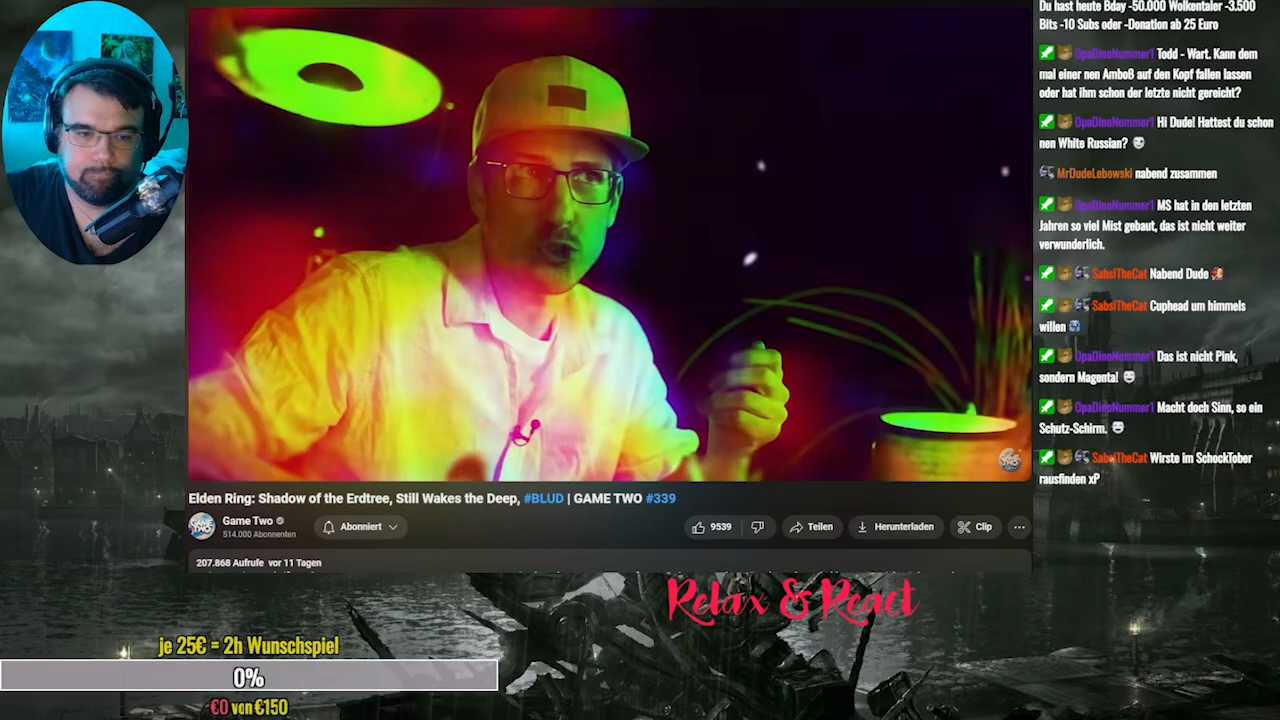 Du hast heute Bday -50.000 Wolkentaler -3.500
Bits -10 Subs oder -Donation ab 25 Euro
OpaDinoNummer1 Todd - Wart. Kann dem
mal einer nen Amboß auf den Kopf fallen lassen
oder hat ihm schon der letzte nicht gereicht?
OpaDinoNummer1 Hi Dude! Hattest du schon
nen White Russian?
MrDudeLebowski nabend zusammen
OpaDinoNummer1 MS hat in den letzten
Jahren so viel Mist gebaut, das ist nicht weiter
verwunderlich.
SabsiTheCat Nabend Dude
SabsiTheCat Cuphead um himmels
willen
OpaDinoNummer1 Das ist nicht Pink,
sondern Magenta!
OpaDinoNummer1 Macht doch Sinn, so ein
Schutz-Schirm.
SabsiTheCat Wirste im SchockTober
rausfinden xP
GAME TWO
Elden Ring: Shadow of the Erdtree, Still Wakes the Deep, #BLUD | GAME TWO #339
GAME TWO
Game Two
514.000 Abonnenten
Abonniert
9539
Teilen
Herunterladen
Clip
207.868 Aufrufe vor 11 Tagen
Relax & React
je 25€ = 2h Wunschspiel
0%
€0 von €150